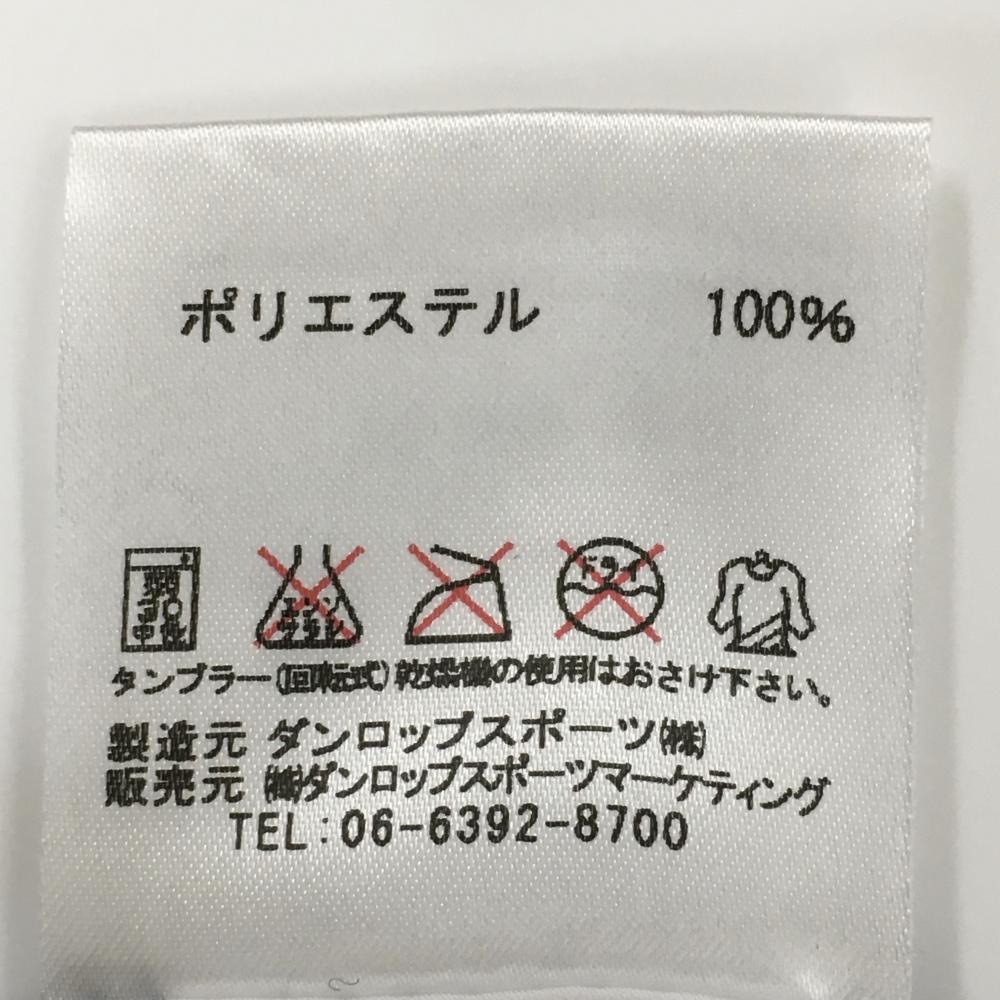 ポリエステル 100%
ドライ
タンブラー(回転式)乾燥機の使用はおさけ下さい。
製造元 ダンロップスポーツ㈱
販売元 ㈱ダンロップスポーツマーケティング
TEL:06-6392-8700